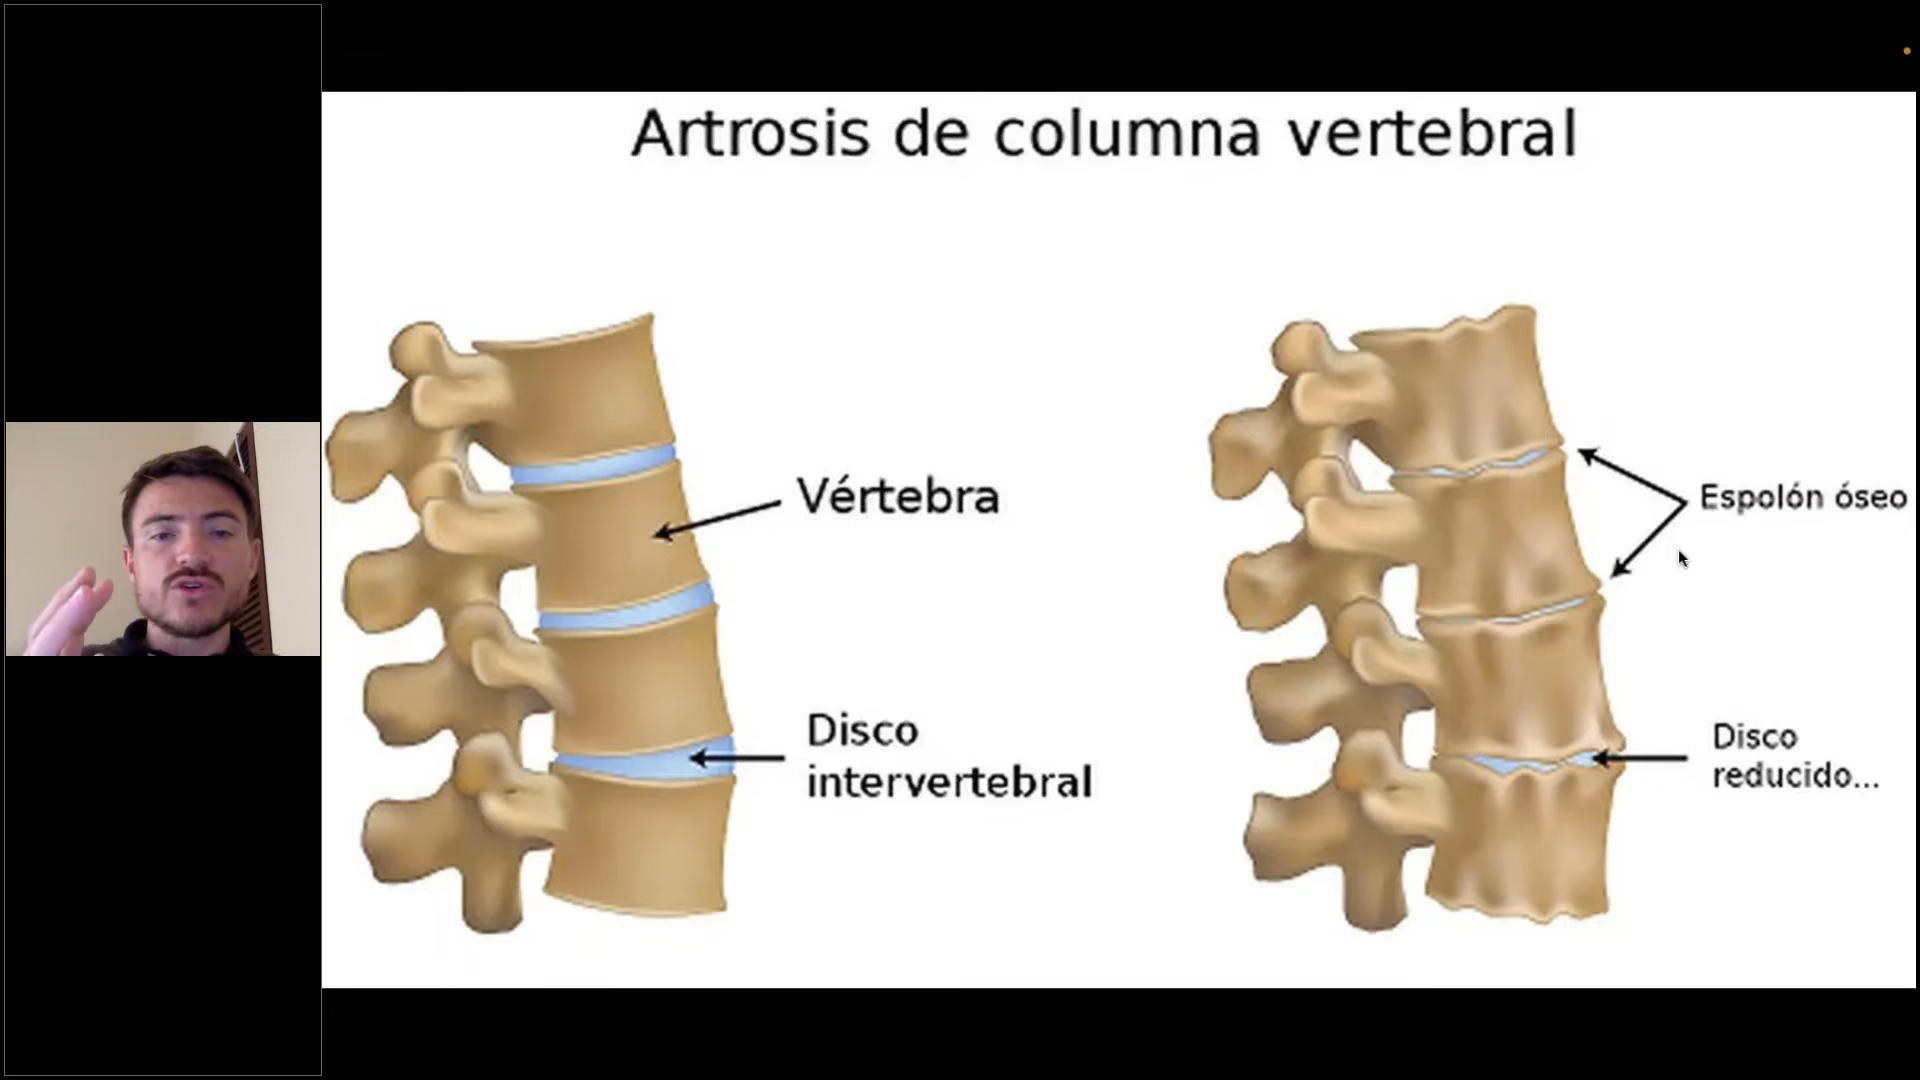 Artrosis de columna vertebral
Vértebra
Espolón óseo
Disco
intervertebral
Disco
reducido...